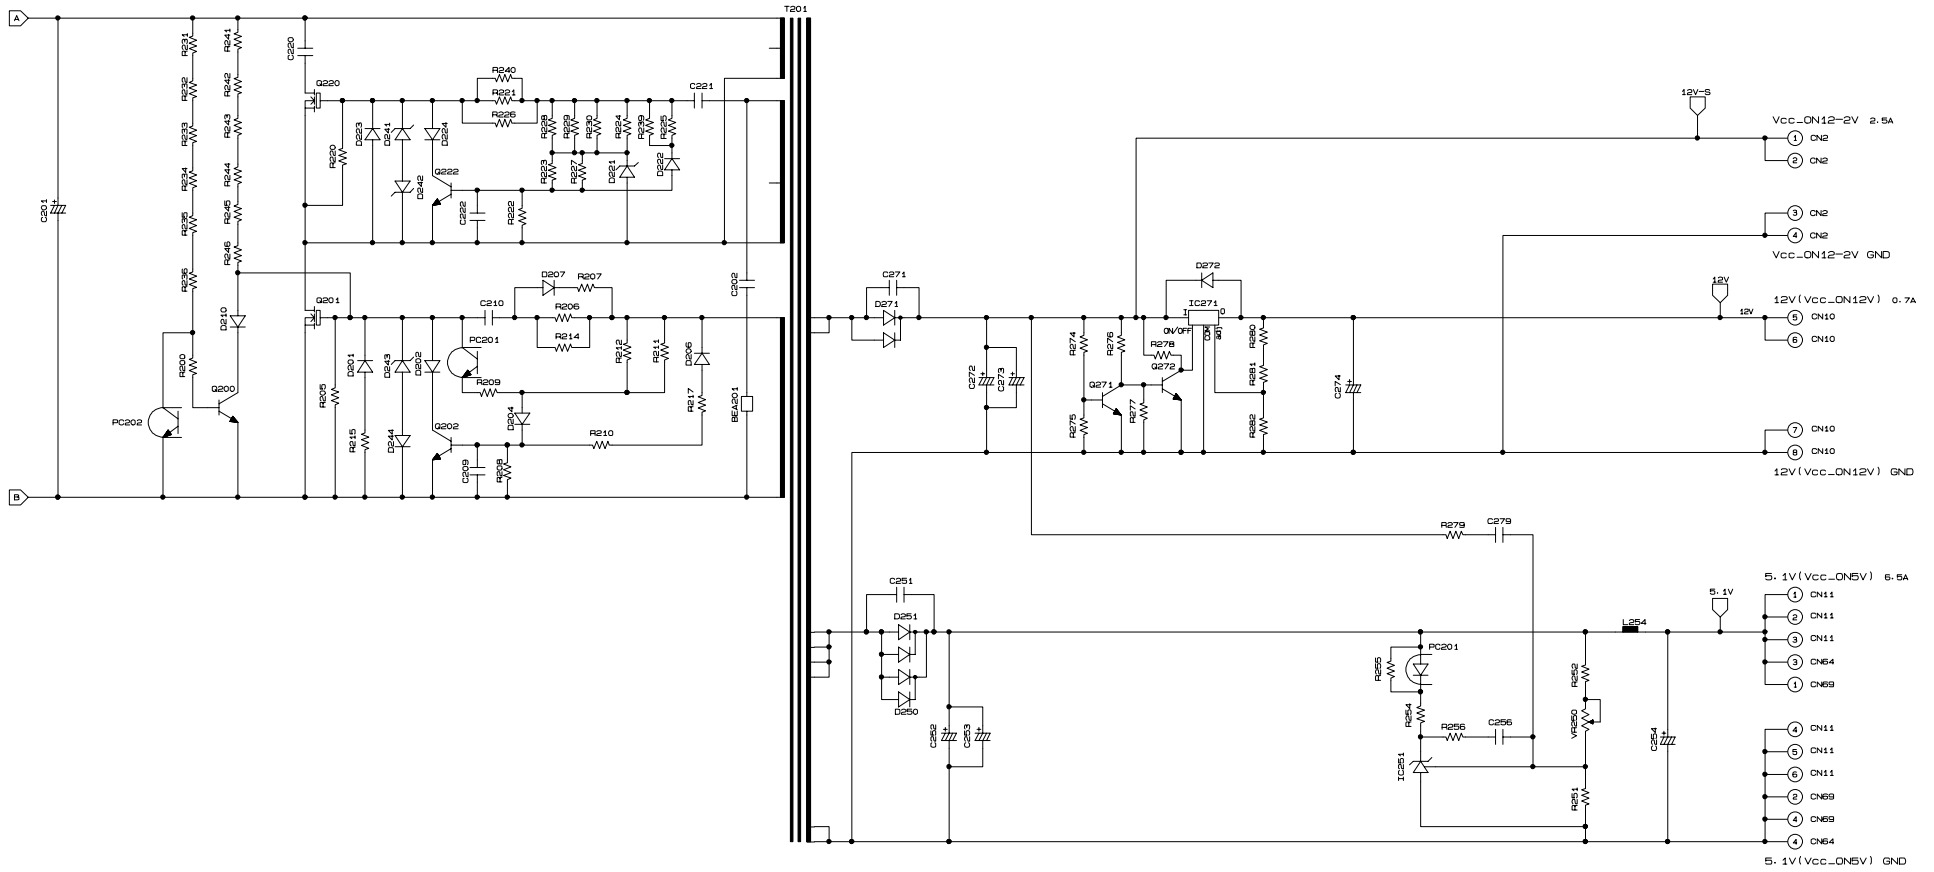 T201
A
R231
R241
C220
R232
R242
R233
R243
R234
R244
R235
R245
R236
R246
C201
Q220
R240
R221
R226
C221
D223
D241
D224
R220
D242
Q222
R228
R229
R230
R224
R239
R225
R223
R227
D221
D222
C222
R222
C202
12V-S
Vcc_ON12-2V 2.5A
1 CN2
2 CN2
3 CN2
4 CN2
Vcc_ON12-2V GND
Q201
D207
R207
C210
R206
R214
PC201
R209
D201
D243
D202
R205
R215
D244
Q202
C209
R208
D204
R210
R212
R211
D206
R217
BEA201
D210
R200
Q200
PC202
B
C271
D271
D272
IC271
I
O
ON/OFF
COM
adj
12V
12V
12V(Vcc_ON12V) 0.7A
5 CN10
6 CN10
C272
C273
R274
R276
R278
Q272
Q271
R275
R277
R280
R281
R282
C274
7 CN10
8 CN10
12V(Vcc_ON12V) GND
R279
C279
C251
D251
D250
C252
C253
5.1V(Vcc_ON5V) 6.5A
5.1V
L254
PC201
R255
R254
R256
C256
IC251
R252
VR250
R251
C254
1 CN11
2 CN11
3 CN11
3 CN64
1 CN69
4 CN11
5 CN11
6 CN11
2 CN69
4 CN69
4 CN64
5.1V(Vcc_ON5V) GND